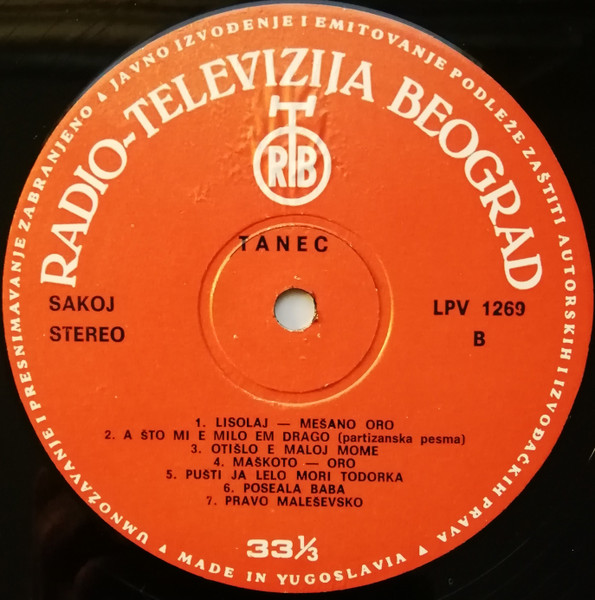 UMNOŽAVANJE I PRESNIMAVANJE ZABRANJENO ▲ JAVNO IZVOĐENJE I EMITOVANJE PODLEŽE ZAŠTITI AUTORSKIH I IZVOĐAČKIH PRAVA ▲
RADIO-TELEVIZIJA BEOGRAD
RTB
TANEC
SAKOJ
STEREO
LPV 1269
B
1. LISOLAJ — MEŠANO ORO
2. A ŠTO MI E MILO EM DRAGO (partizanska pesma)
3. OTIŠLO E MALOJ MOME
4. MAŠKOTO — ORO
5. PUŠTI JA LELO MORI TODORKA
6. POSEALA BABA
7. PRAVO MALEŠEVSKO
33⅓
▲ MADE IN YUGOSLAVIA ▲